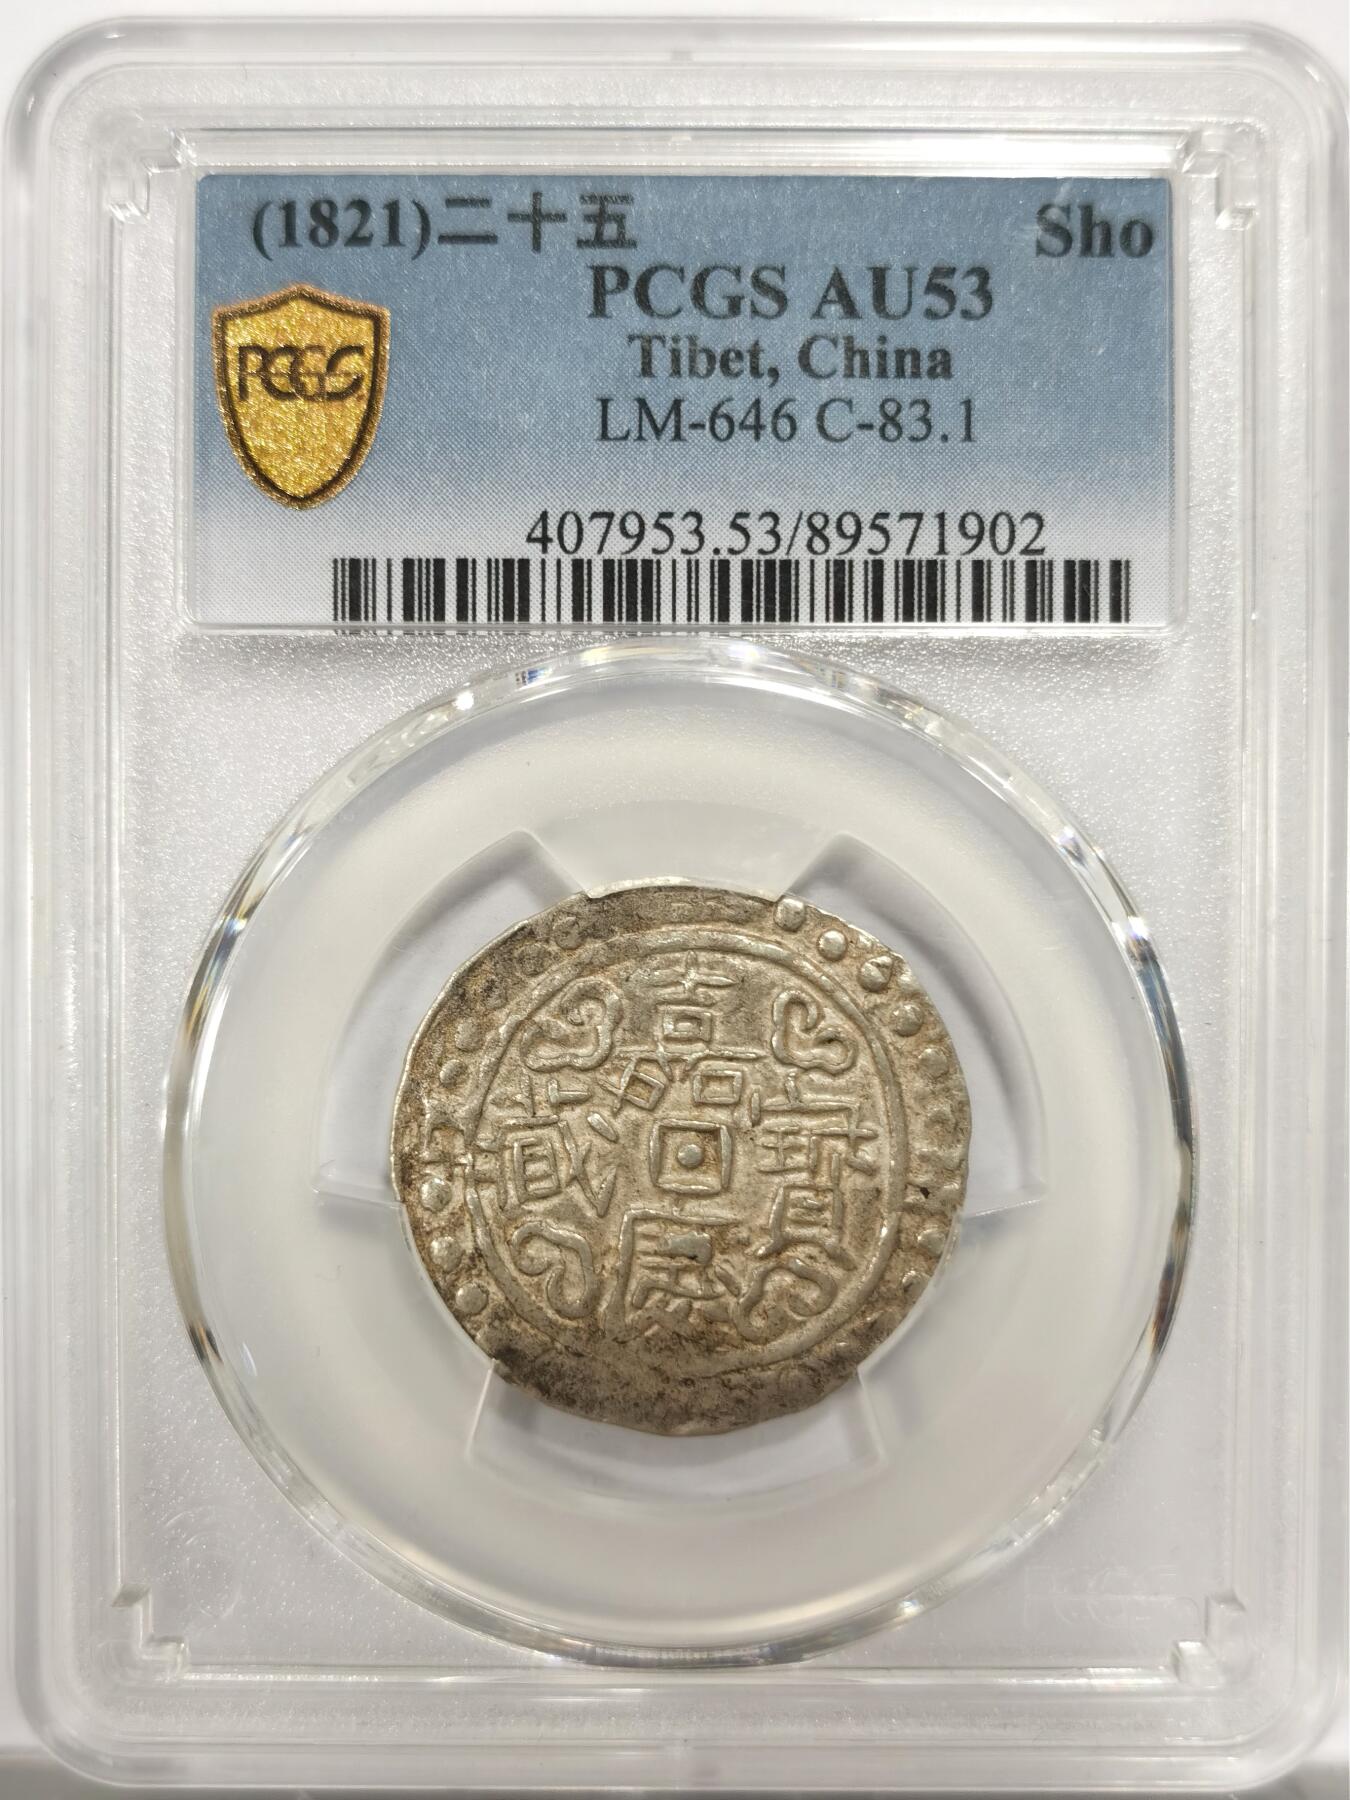 (1821)二十五 Sho
PCGS AU53
Tibet, China
LM-646 C-83.1
407953.53/89571902
PCGS
嘉
藏 寶
慶